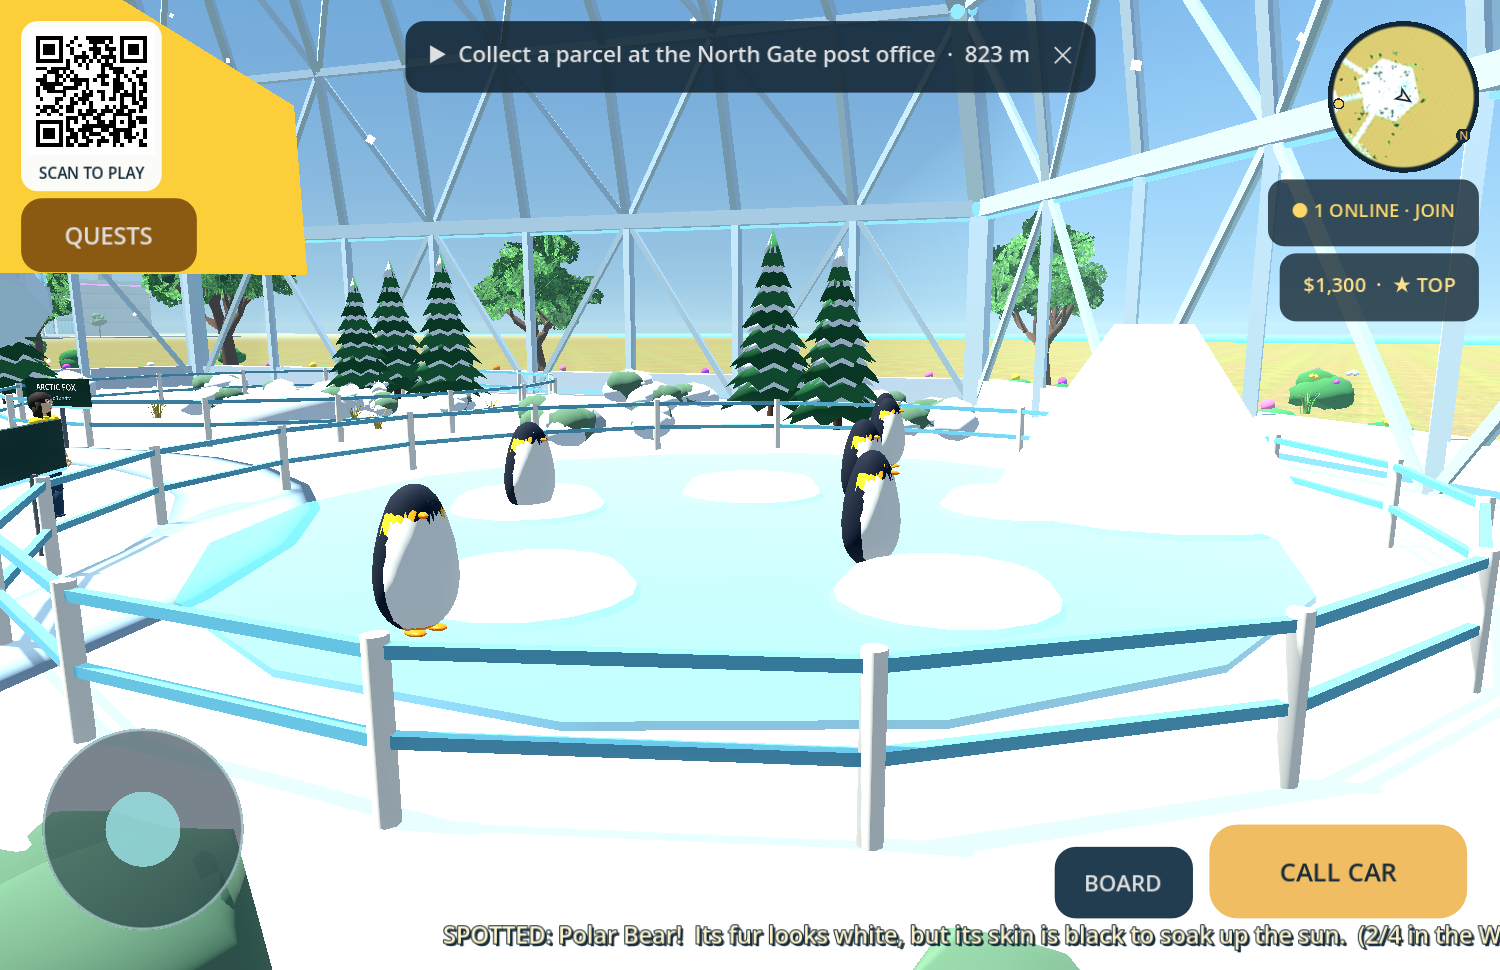 ▶ Collect a parcel at the North Gate post office · 823 m ×
SCAN TO PLAY
QUESTS
N
1 ONLINE · JOIN
$1,300 · ★ TOP
ARCTIC FOX
BOARD
CALL CAR
SPOTTED: Polar Bear! Its fur looks white, but its skin is black to soak up the sun. (2/4 in the W